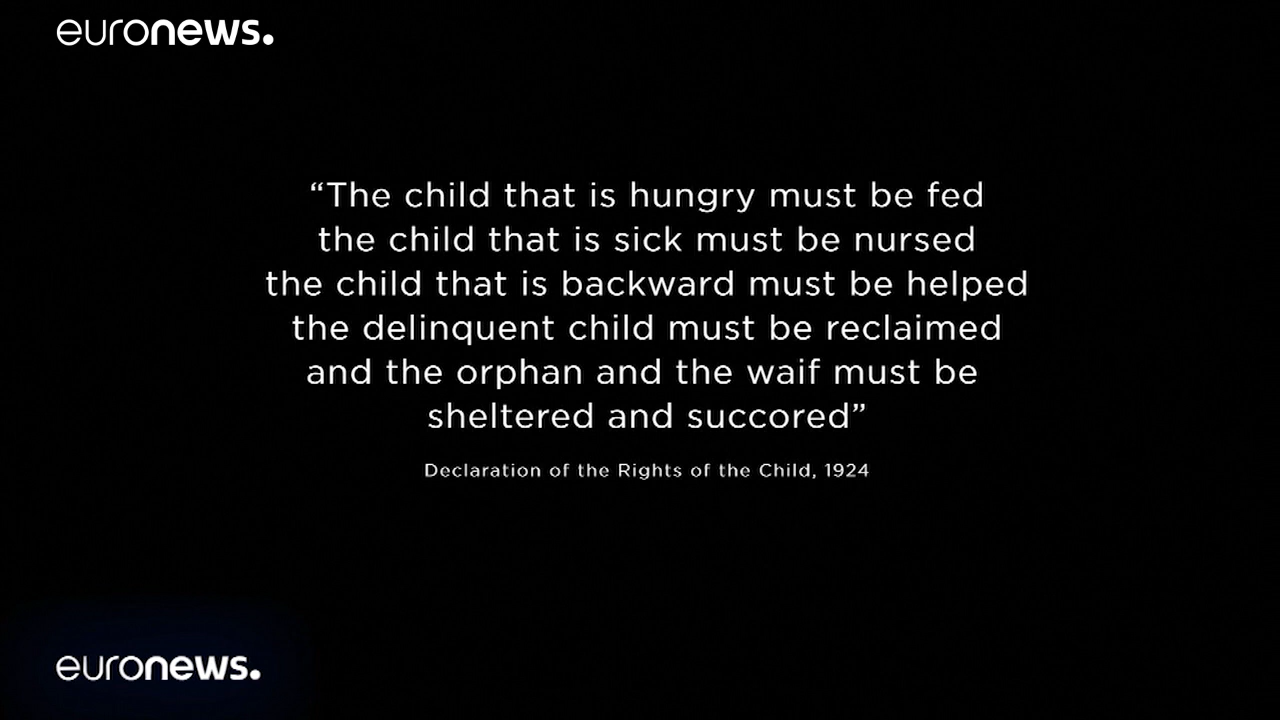 euronews.
“The child that is hungry must be fed
the child that is sick must be nursed
the child that is backward must be helped
the delinquent child must be reclaimed
and the orphan and the waif must be
sheltered and succored”
Declaration of the Rights of the Child, 1924
euronews.